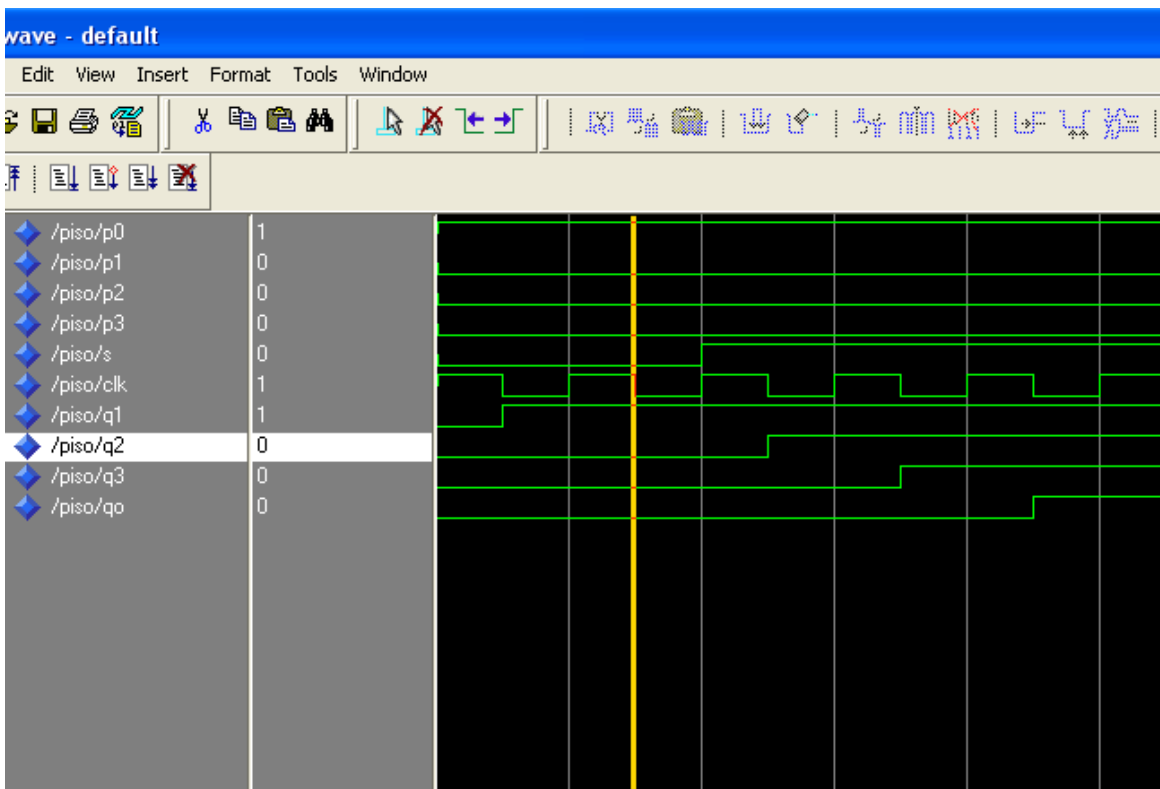 wave - default
Edit View Insert Format Tools Window
/piso/p0 1
/piso/p1 0
/piso/p2 0
/piso/p3 0
/piso/s 0
/piso/clk 1
/piso/q1 1
/piso/q2 0
/piso/q3 0
/piso/qo 0